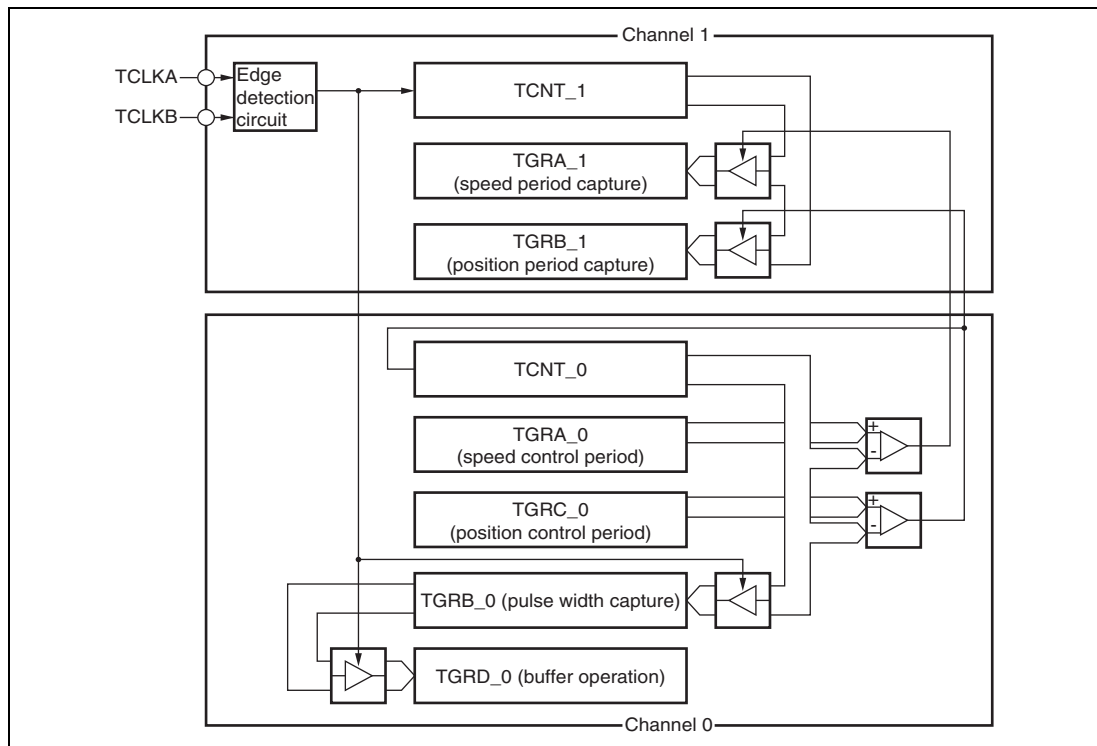 Channel 1
TCLKA
TCLKB
Edge
detection
circuit
TCNT_1
TGRA_1
(speed period capture)
TGRB_1
(position period capture)
TCNT_0
TGRA_0
(speed control period)
+
-
TGRC_0
(position control period)
+
-
TGRB_0 (pulse width capture)
TGRD_0 (buffer operation)
Channel 0